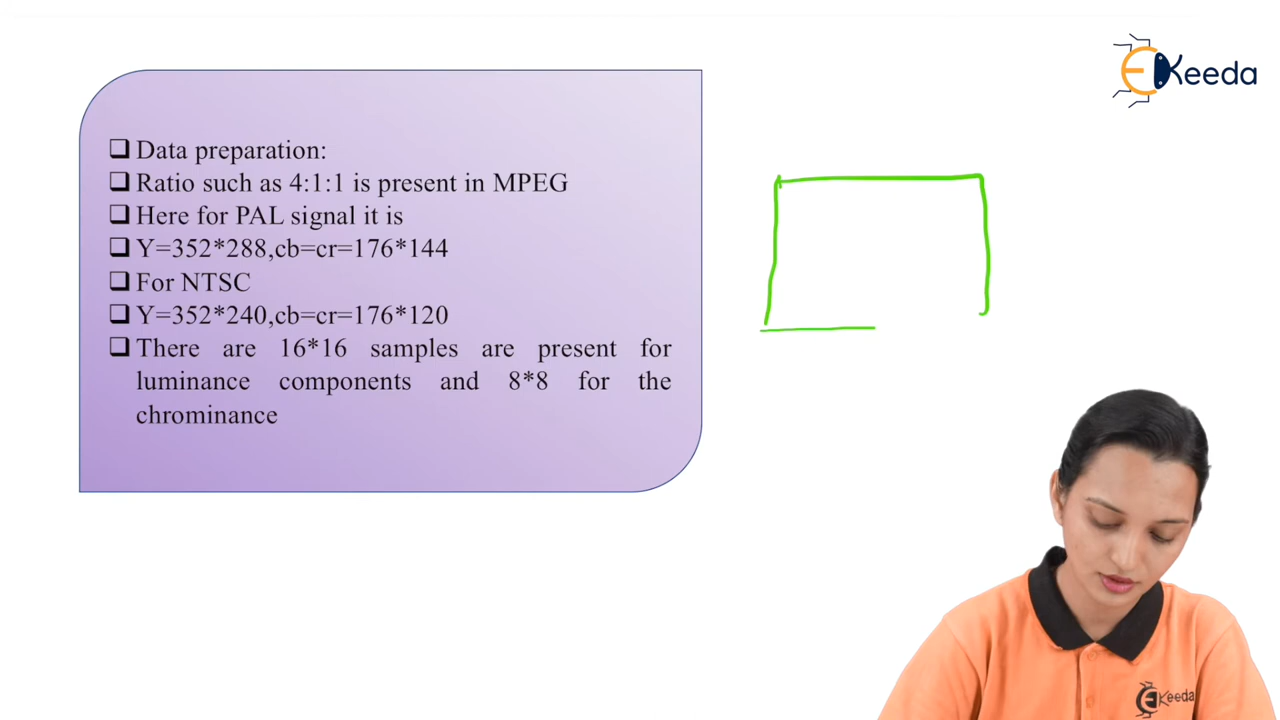 EKeeda
❑ Data preparation:
❑ Ratio such as 4:1:1 is present in MPEG
❑ Here for PAL signal it is
❑ Y=352*288,cb=cr=176*144
❑ For NTSC
❑ Y=352*240,cb=cr=176*120
❑ There are 16*16 samples are present for
luminance components and 8*8 for the
chrominance
EKeeda